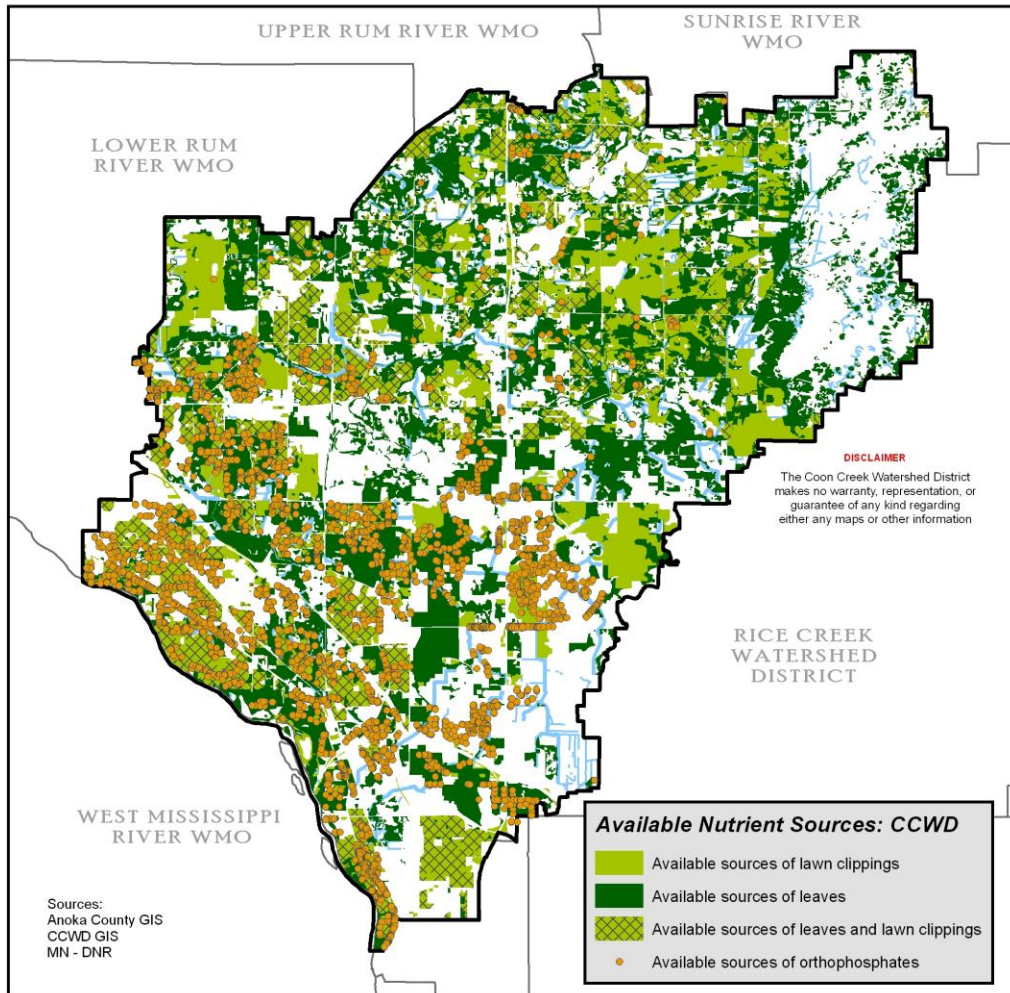 UPPER RUM RIVER WMO
SUNRISE RIVER
WMO
LOWER RUM
RIVER WMO
DISCLAIMER
The Coon Creek Watershed District
makes no warranty, representation, or
guarantee of any kind regarding
either any maps or other information
RICE CREEK
WATERSHED
DISTRICT
WEST MISSISSIPPI
RIVER WMO
Sources:
Anoka County GIS
CCWD GIS
MN - DNR
Available Nutrient Sources: CCWD
Available sources of lawn clippings
Available sources of leaves
Available sources of leaves and lawn clippings
Available sources of orthophosphates